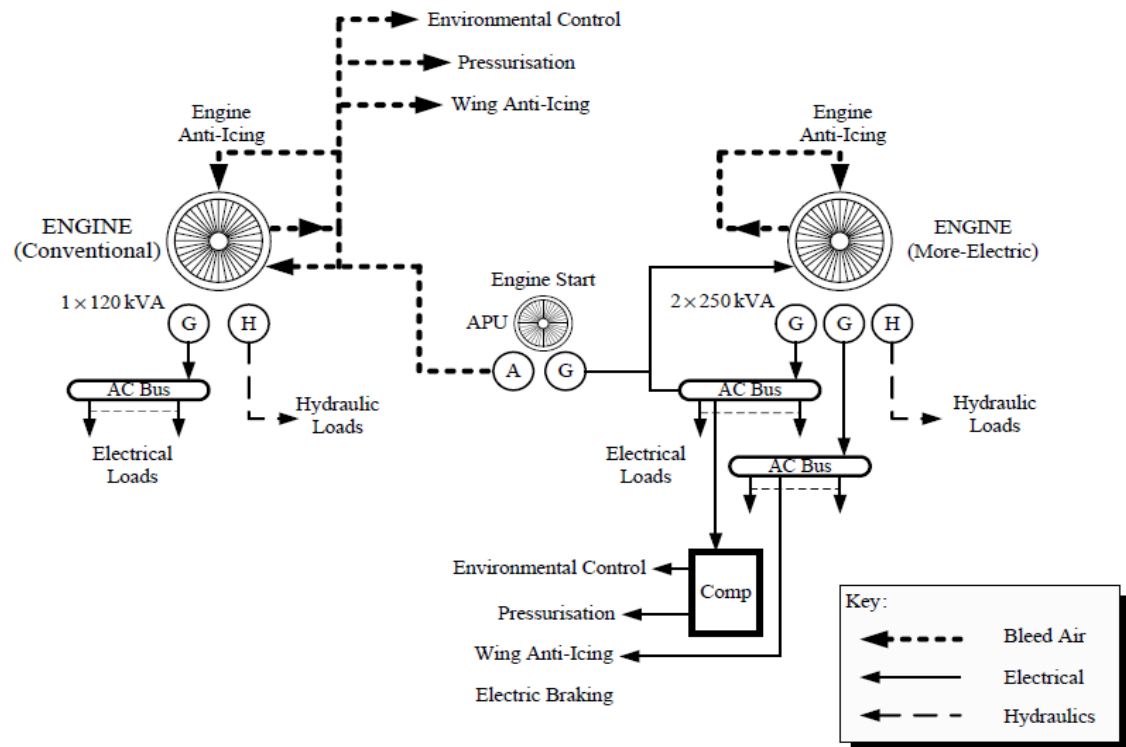 Environmental Control
Pressurisation
Wing Anti-Icing
Engine
Anti-Icing
ENGINE
(Conventional)
1 × 120 kVA
G
H
AC Bus
Electrical
Loads
Hydraulic
Loads
Engine Start
APU
A
G
Engine
Anti-Icing
ENGINE
(More-Electric)
2 × 250 kVA
G
G
H
AC Bus
Electrical
Loads
Hydraulic
Loads
AC Bus
Environmental Control
Pressurisation
Comp
Wing Anti-Icing
Electric Braking
Key:
Bleed Air
Electrical
Hydraulics